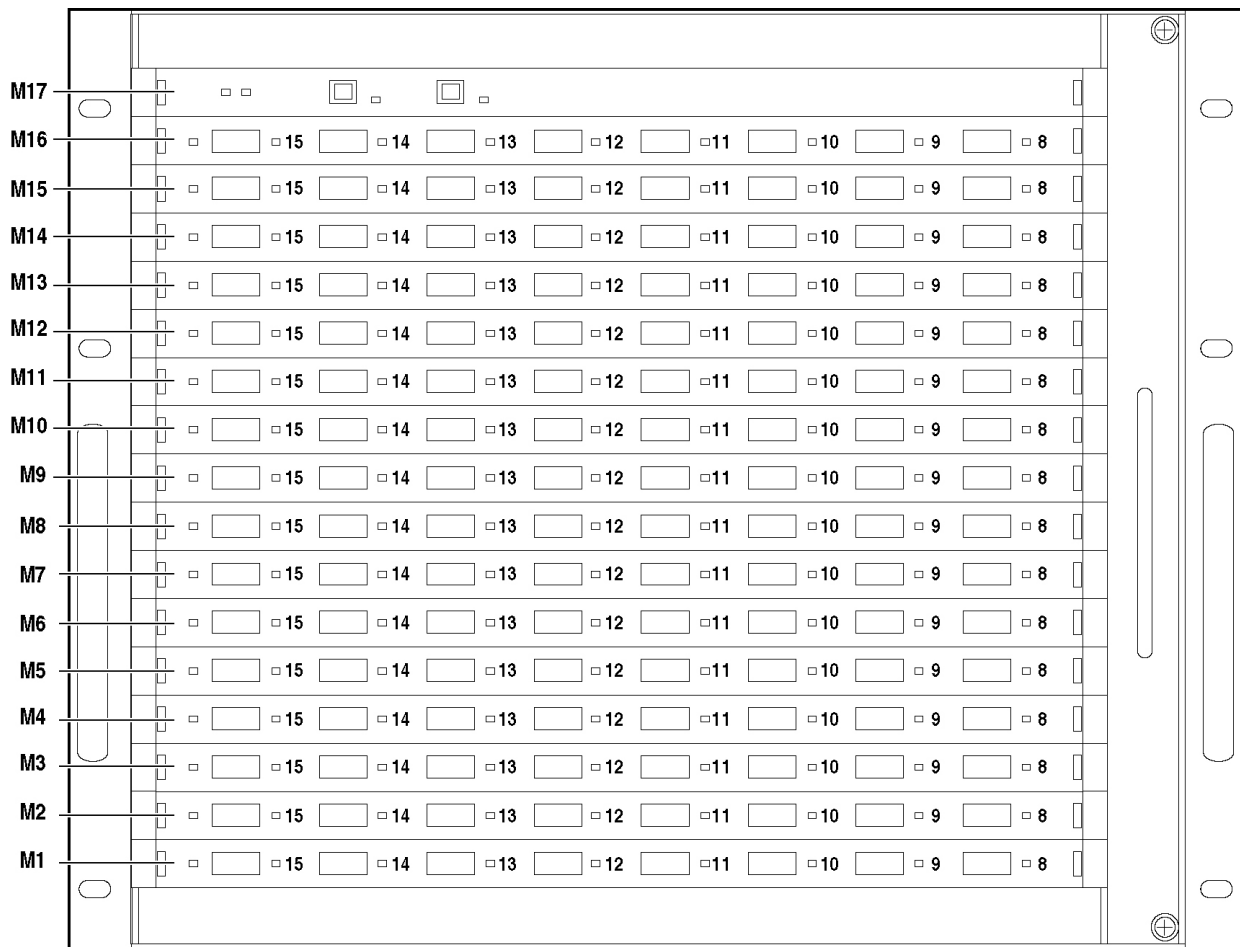 M17
M16 15 14 13 12 11 10 9 8
M15 15 14 13 12 11 10 9 8
M14 15 14 13 12 11 10 9 8
M13 15 14 13 12 11 10 9 8
M12 15 14 13 12 11 10 9 8
M11 15 14 13 12 11 10 9 8
M10 15 14 13 12 11 10 9 8
M9 15 14 13 12 11 10 9 8
M8 15 14 13 12 11 10 9 8
M7 15 14 13 12 11 10 9 8
M6 15 14 13 12 11 10 9 8
M5 15 14 13 12 11 10 9 8
M4 15 14 13 12 11 10 9 8
M3 15 14 13 12 11 10 9 8
M2 15 14 13 12 11 10 9 8
M1 15 14 13 12 11 10 9 8